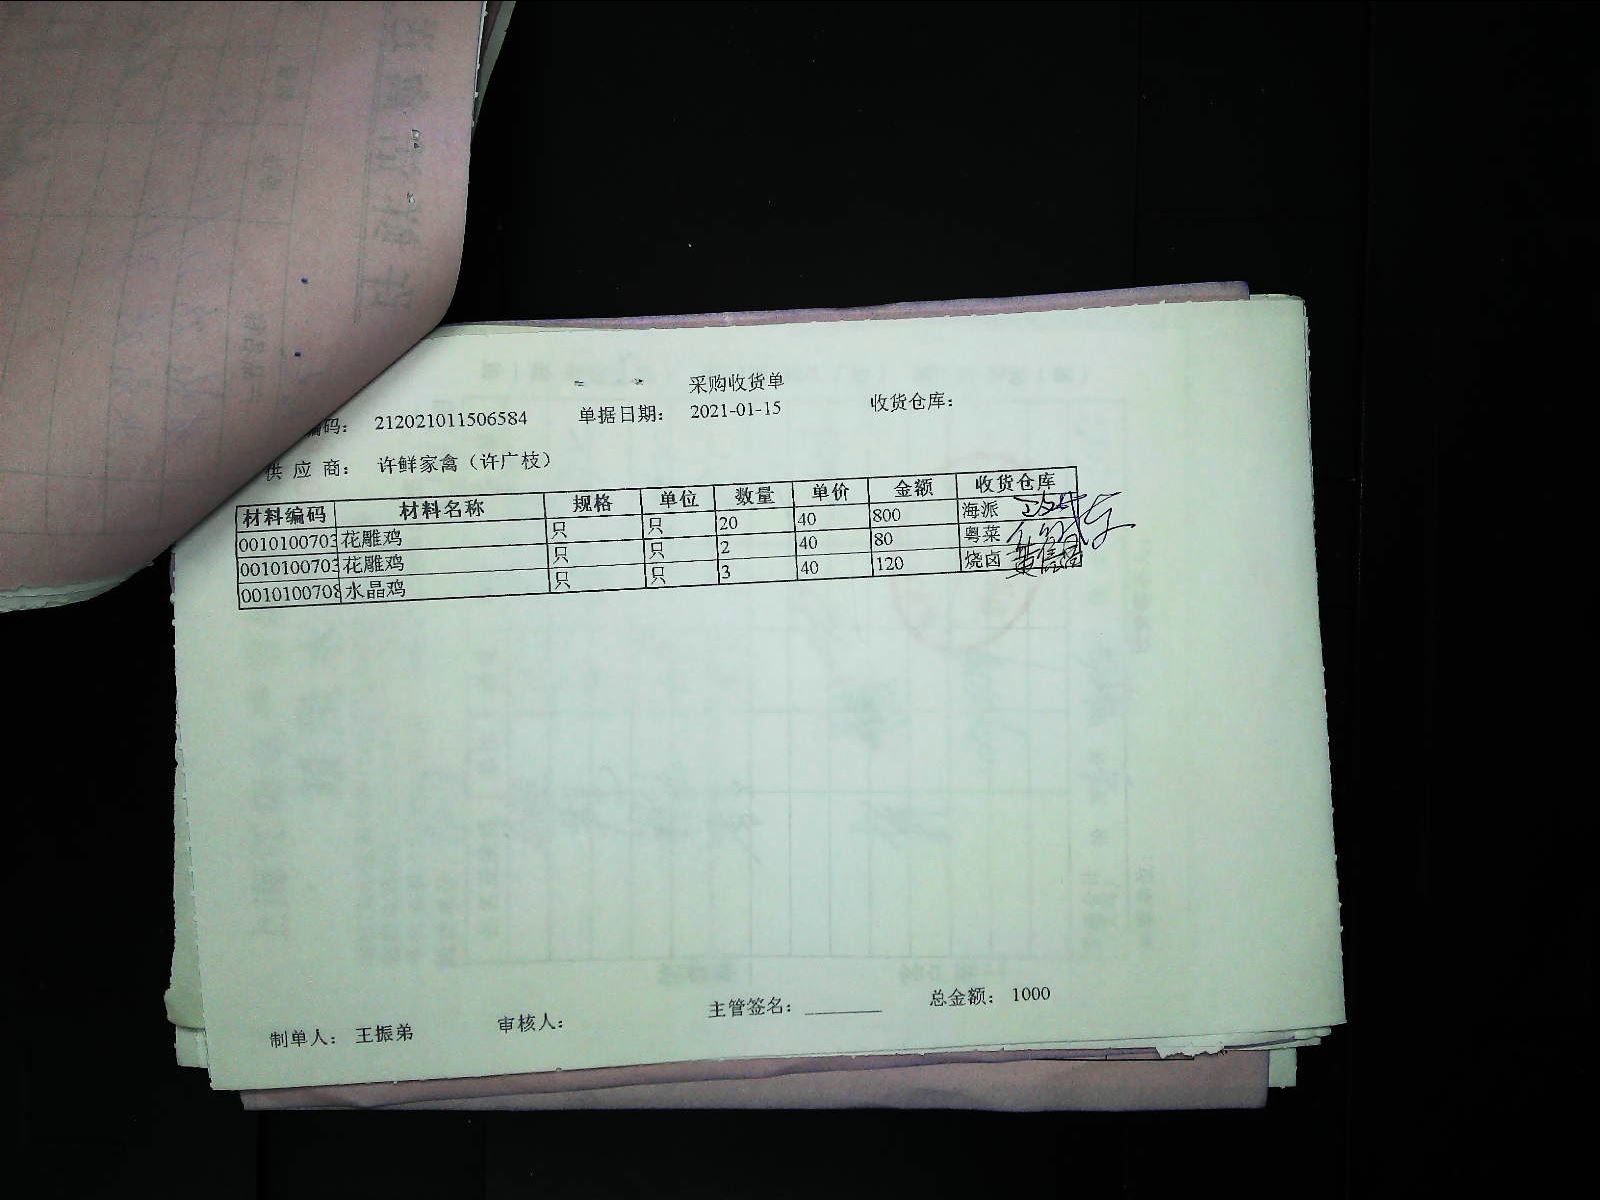 采购收货单
编码： 212021011506584 单据日期： 2021-01-15 收货仓库：
供应商： 许鲜家禽（许广枝）
材料编码 材料名称 规格 单位 数量 单价 金额 收货仓库
0010100703 花雕鸡 只 只 20 40 800 海派
0010100703 花雕鸡 只 只 2 40 80 粤菜
0010100708 水晶鸡 只 只 3 40 120 烧卤
制单人： 王振弟 审核人： 主管签名： 总金额： 1000